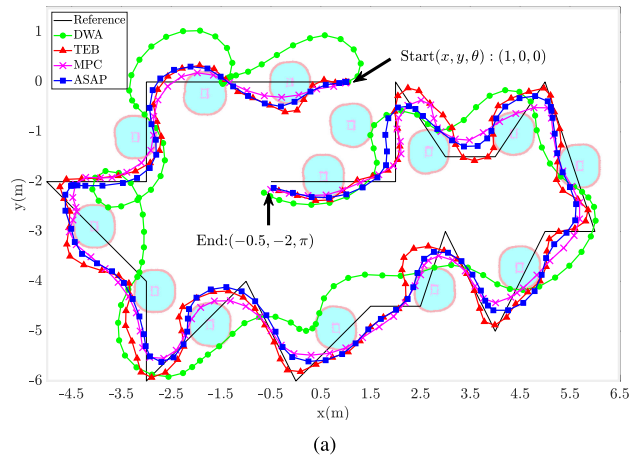 Reference
DWA
TEB
MPC
ASAP
Start(x, y, θ) : (1, 0, 0)
End:(−0.5, −2, π)
y(m)
1
0
-1
-2
-3
-4
-5
-6
-4.5 -3.5 -2.5 -1.5 -0.5 0.5 1.5 2.5 3.5 4.5 5.5 6.5
x(m)
(a)